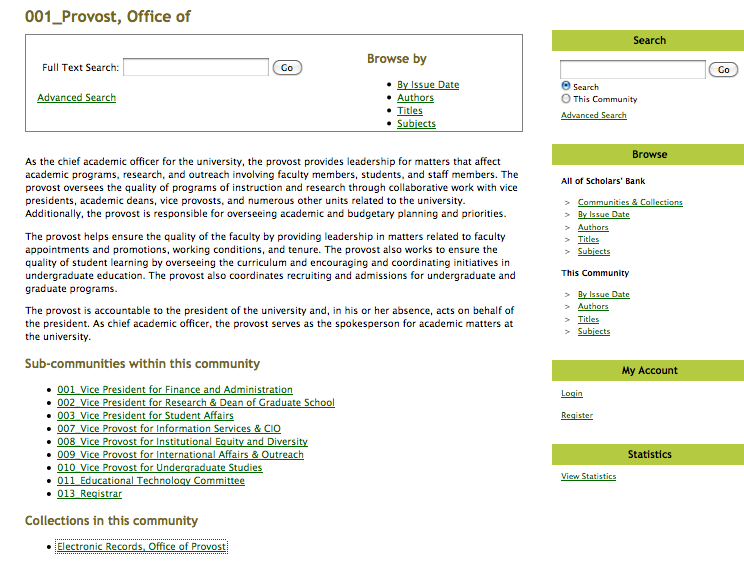 001_Provost, Office of
Full Text Search:
Go
Advanced Search
Browse by
By Issue Date
Authors
Titles
Subjects
As the chief academic officer for the university, the provost provides leadership for matters that affect
academic programs, research, and outreach involving faculty members, students, and staff members. The
provost oversees the quality of programs of instruction and research through collaborative work with vice
presidents, academic deans, vice provosts, and numerous other units related to the university.
Additionally, the provost is responsible for overseeing academic and budgetary planning and priorities.
The provost helps ensure the quality of the faculty by providing leadership in matters related to faculty
appointments and promotions, working conditions, and tenure. The provost also works to ensure the
quality of student learning by overseeing the curriculum and encouraging and coordinating initiatives in
undergraduate education. The provost also coordinates recruiting and admissions for undergraduate and
graduate programs.
The provost is accountable to the president of the university and, in his or her absence, acts on behalf of
the president. As chief academic officer, the provost serves as the spokesperson for academic matters at
the university.
Sub-communities within this community
001_Vice President for Finance and Administration
002_Vice President for Research & Dean of Graduate School
003_Vice President for Student Affairs
007_Vice Provost for Information Services & CIO
008_Vice Provost for Institutional Equity and Diversity
009_Vice Provost for International Affairs & Outreach
010_Vice Provost for Undergraduate Studies
011_Educational Technology Committee
013_Registrar
Collections in this community
Electronic Records, Office of Provost
Search
Go
Search
This Community
Advanced Search
Browse
All of Scholars' Bank
> Communities & Collections
> By Issue Date
> Authors
> Titles
> Subjects
This Community
> By Issue Date
> Authors
> Titles
> Subjects
My Account
Login
Register
Statistics
View Statistics